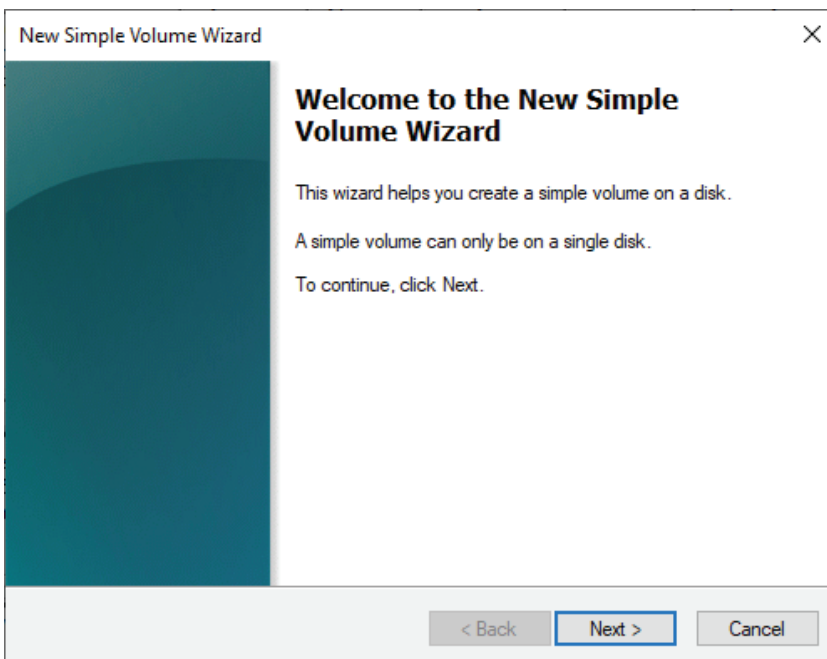 New Simple Volume Wizard
Welcome to the New Simple
Volume Wizard
This wizard helps you create a simple volume on a disk.
A simple volume can only be on a single disk.
To continue, click Next.
< Back Next > Cancel